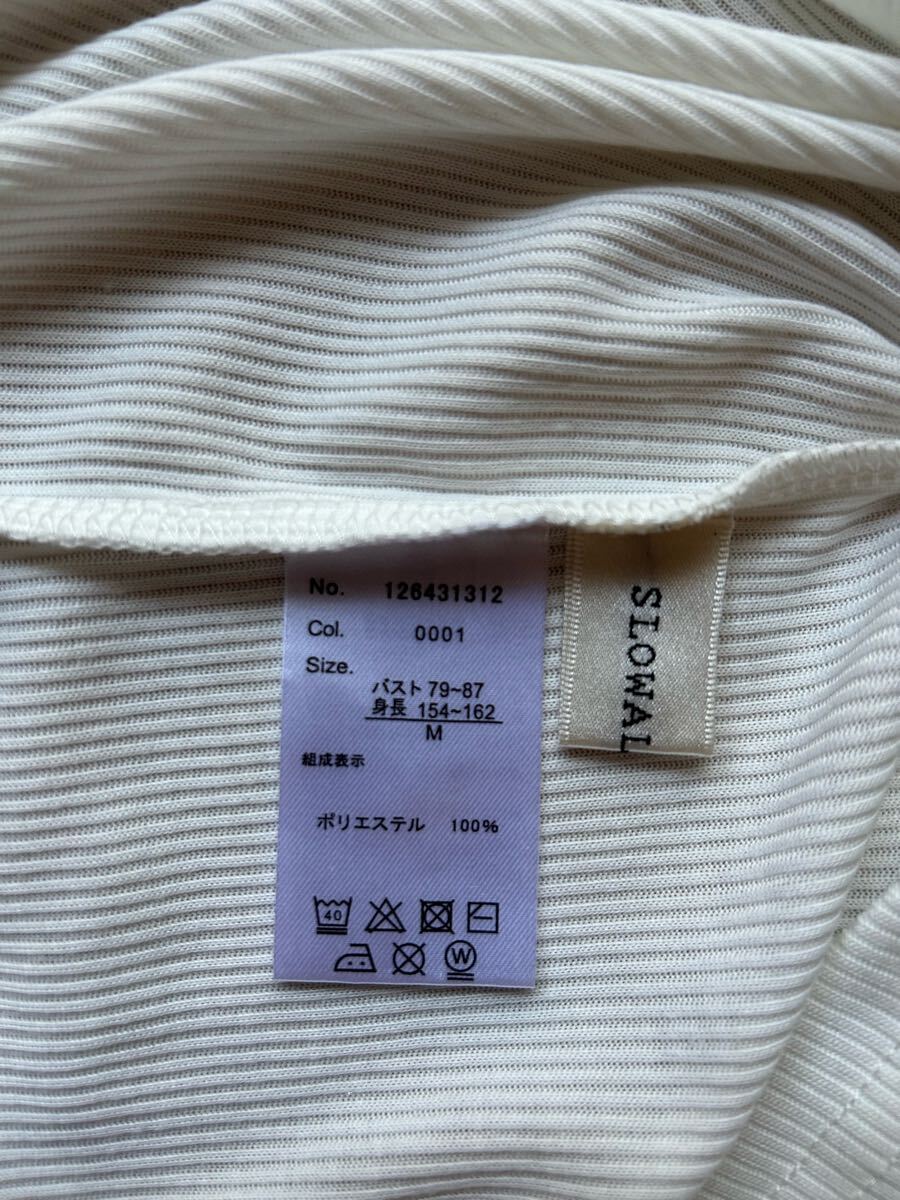 No. 126431312
Col. 0001
Size.
バスト 79~87
身長 154~162
M
組成表示
ポリエステル 100%
40
W
SLOWAL